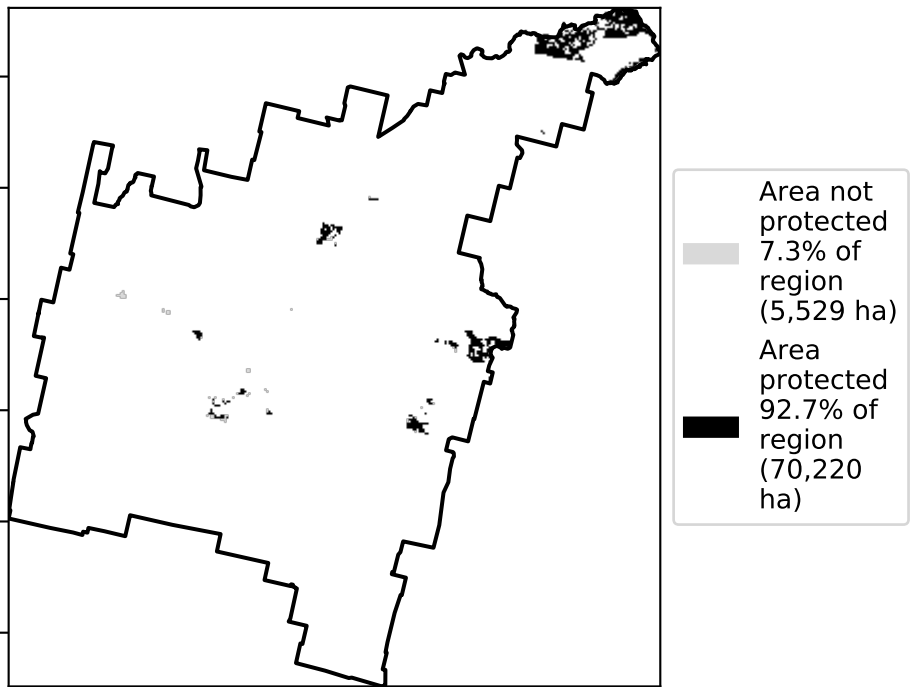 Area not
protected
7.3% of
region
(5,529 ha)
Area
protected
92.7% of
region
(70,220
ha)